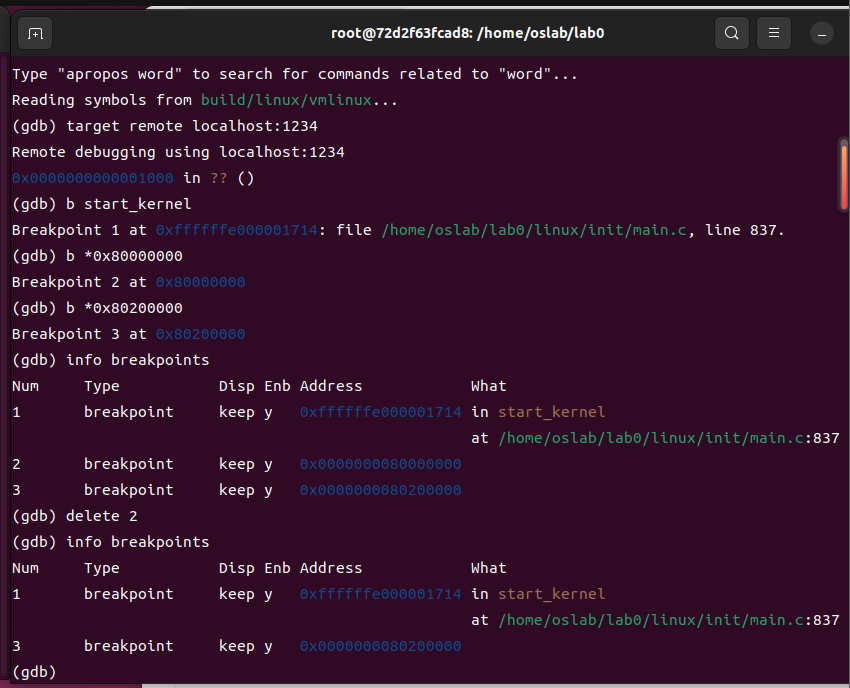 root@72d2f63fcad8: /home/oslab/lab0
Type "apropos word" to search for commands related to "word"...
Reading symbols from build/linux/vmlinux...
(gdb) target remote localhost:1234
Remote debugging using localhost:1234
0x0000000000001000 in ?? ()
(gdb) b start_kernel
Breakpoint 1 at 0xffffffe000001714: file /home/oslab/lab0/linux/init/main.c, line 837.
(gdb) b *0x80000000
Breakpoint 2 at 0x80000000
(gdb) b *0x80200000
Breakpoint 3 at 0x80200000
(gdb) info breakpoints
Num     Type           Disp Enb Address            What
1       breakpoint     keep y   0xffffffe000001714 in start_kernel
                                                   at /home/oslab/lab0/linux/init/main.c:837
2       breakpoint     keep y   0x0000000080000000
3       breakpoint     keep y   0x0000000080200000
(gdb) delete 2
(gdb) info breakpoints
Num     Type           Disp Enb Address            What
1       breakpoint     keep y   0xffffffe000001714 in start_kernel
                                                   at /home/oslab/lab0/linux/init/main.c:837
3       breakpoint     keep y   0x0000000080200000
(gdb)